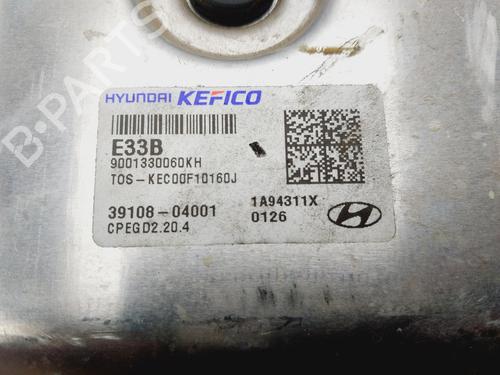 HYUNDAI KEFICO
E33B
9001330060KH
TOS-KEC00F10160J
39108-04001
1A94311X
CPEGD2.20.4
0126
B-PARTS